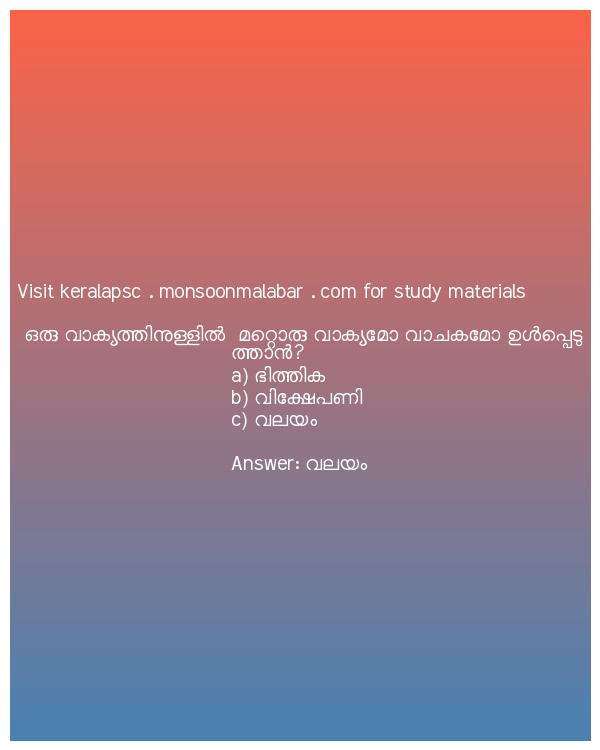 Visit keralapsc . monsoonmalabar . com for study materials
ഒരു വാക്യത്തിനുള്ളിൽ മറ്റൊരു വാക്യമോ വാചകമോ ഉൾപ്പെടു
ത്താൻ?
a) ഭിത്തിക
b) വിക്ഷേപണി
c) വലയം
Answer: വലയം